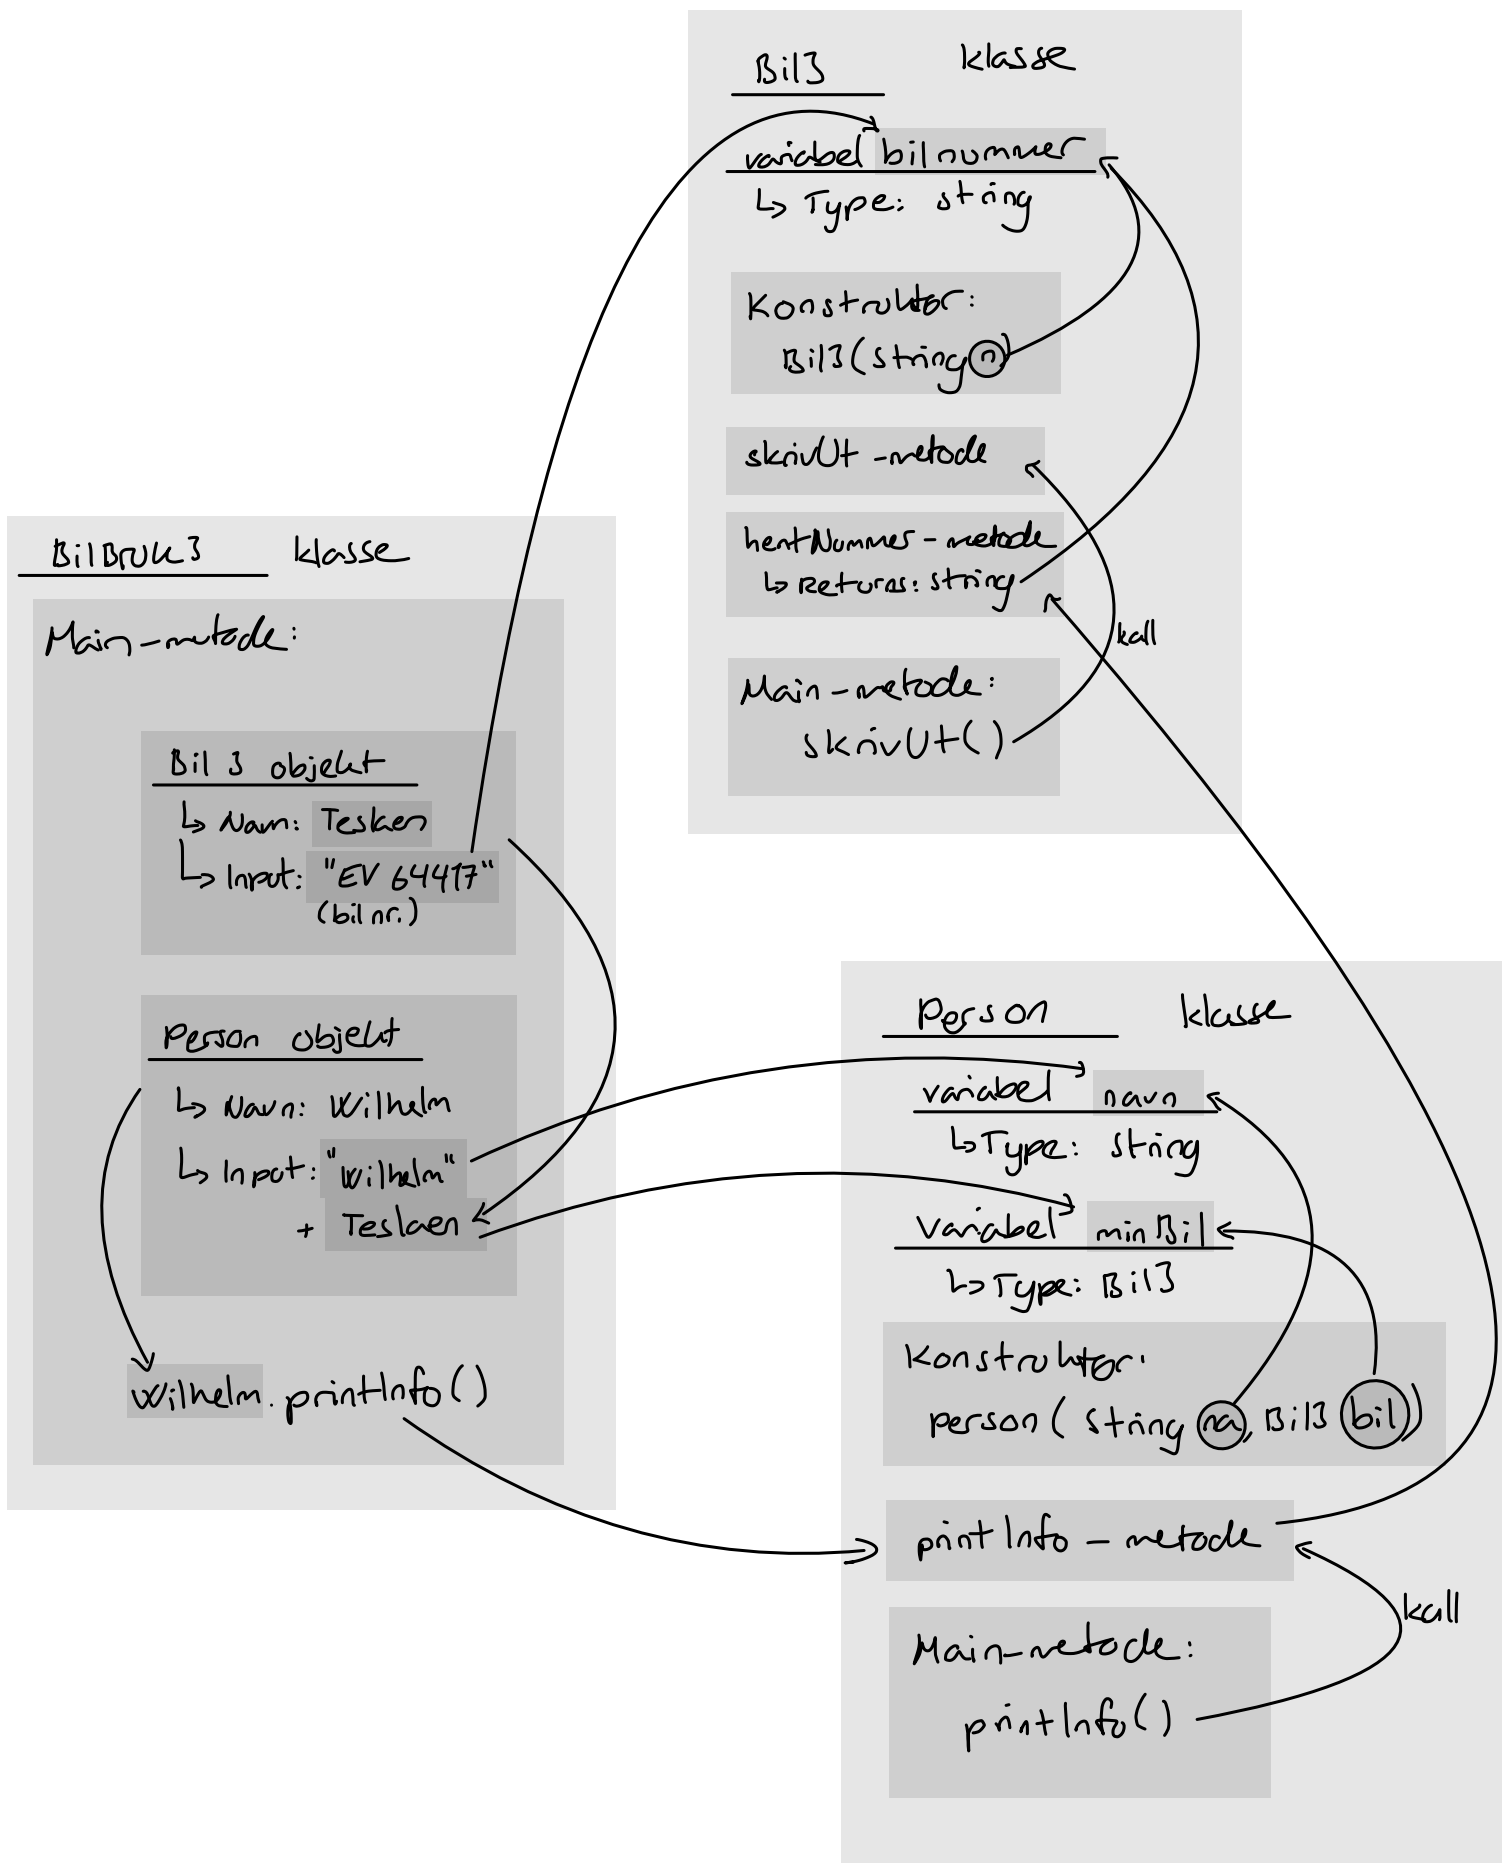 Bil3 klasse
variabel bilnummer
↳ Type: string
Konstruktor:
Bil3(string n)
skrivUt - metode
hentNummer - metode
↳ Returns: string
kall
Main-metode:
skrivUt()
BilBruk3 klasse
Main-metode:
Bil 3 objekt
↳ Navn: Teslaen
↳ Input: "EV 64417"
(bil nr.)
Person objekt
↳ Navn: Wilhelm
↳ Input: "Wilhelm"
+ Teslaen
Wilhelm.printInfo()
Person klasse
variabel navn
↳ Type: String
Variabel minBil
↳ Type: Bil3
Konstruktor:
person( string na, Bil3 bil)
printInfo - metode
kall
Main-metode:
printInfo()